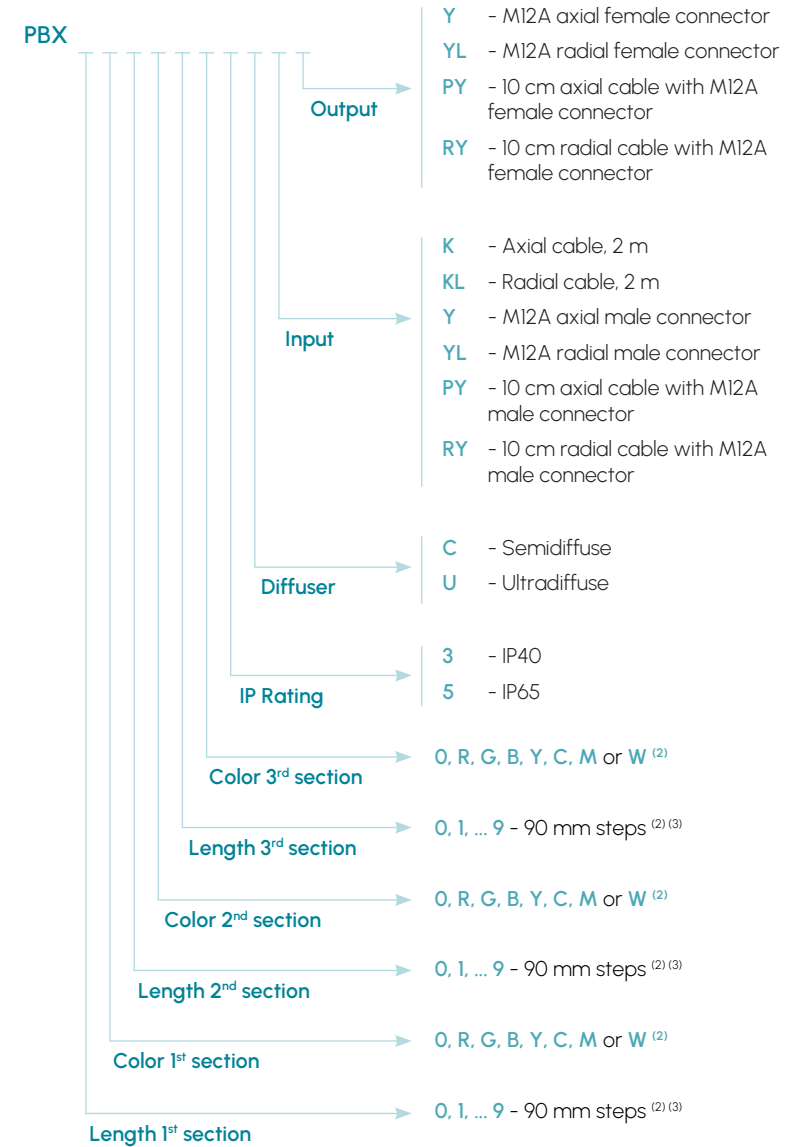 PBX
Y - M12A axial female connector
YL - M12A radial female connector
PY - 10 cm axial cable with M12A
female connector
RY - 10 cm radial cable with M12A
female connector
Output
K - Axial cable, 2 m
KL - Radial cable, 2 m
Y - M12A axial male connector
YL - M12A radial male connector
PY - 10 cm axial cable with M12A
male connector
RY - 10 cm radial cable with M12A
male connector
Input
C - Semidiffuse
U - Ultradiffuse
Diffuser
3 - IP40
5 - IP65
IP Rating
0, R, G, B, Y, C, M or W (2)
Color 3rd section
0, 1, ... 9 - 90 mm steps (2) (3)
Length 3rd section
0, R, G, B, Y, C, M or W (2)
Color 2nd section
0, 1, ... 9 - 90 mm steps (2) (3)
Length 2nd section
0, R, G, B, Y, C, M or W (2)
Color 1st section
0, 1, ... 9 - 90 mm steps (2) (3)
Length 1st section